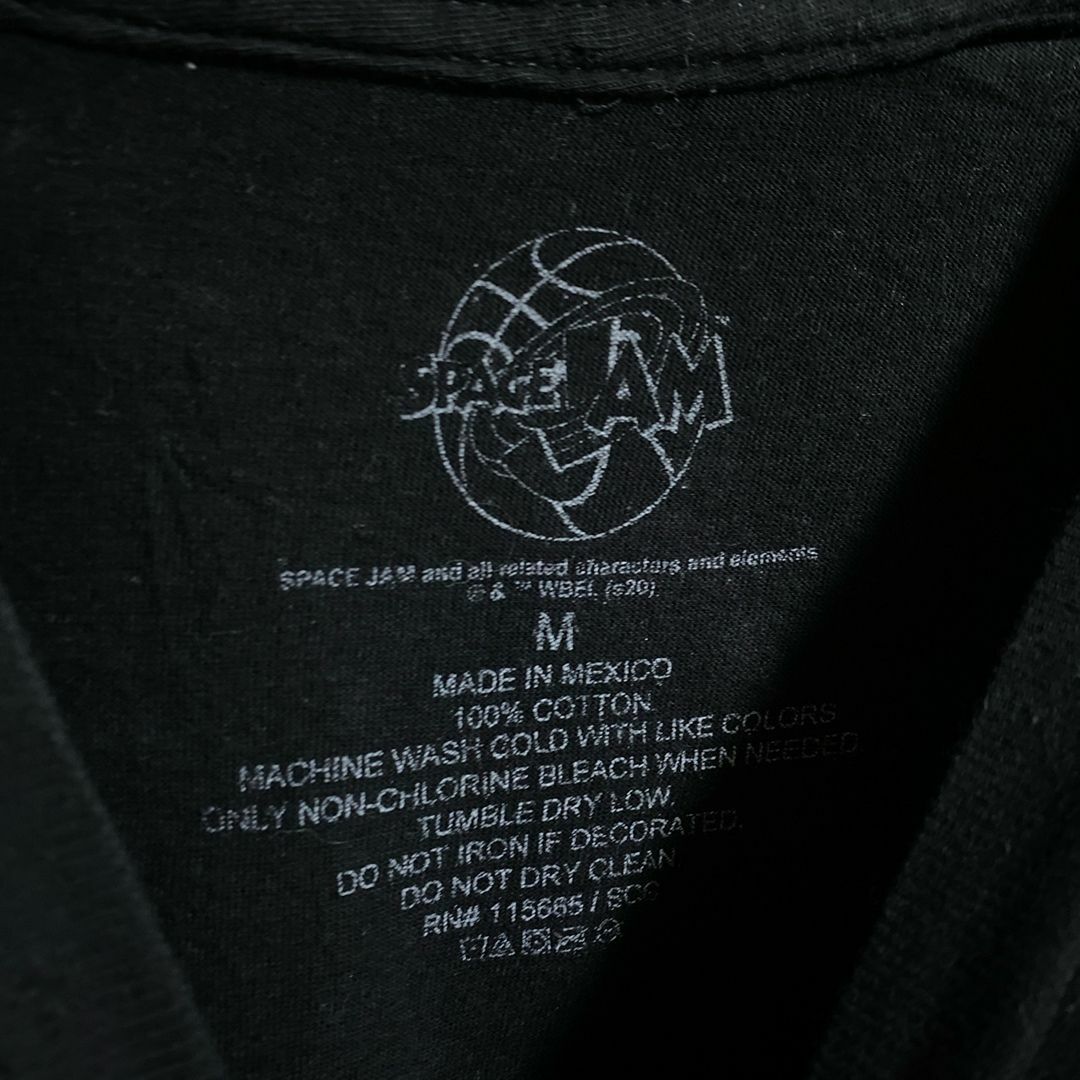 SPACE JAM™
SPACE JAM and all related characters and elements
© & ™ WBEI. (s20)
M
MADE IN MEXICO
100% COTTON
MACHINE WASH COLD WITH LIKE COLORS
ONLY NON-CHLORINE BLEACH WHEN NEEDED
TUMBLE DRY LOW.
DO NOT IRON IF DECORATED.
DO NOT DRY CLEAN
RN# 115665 /